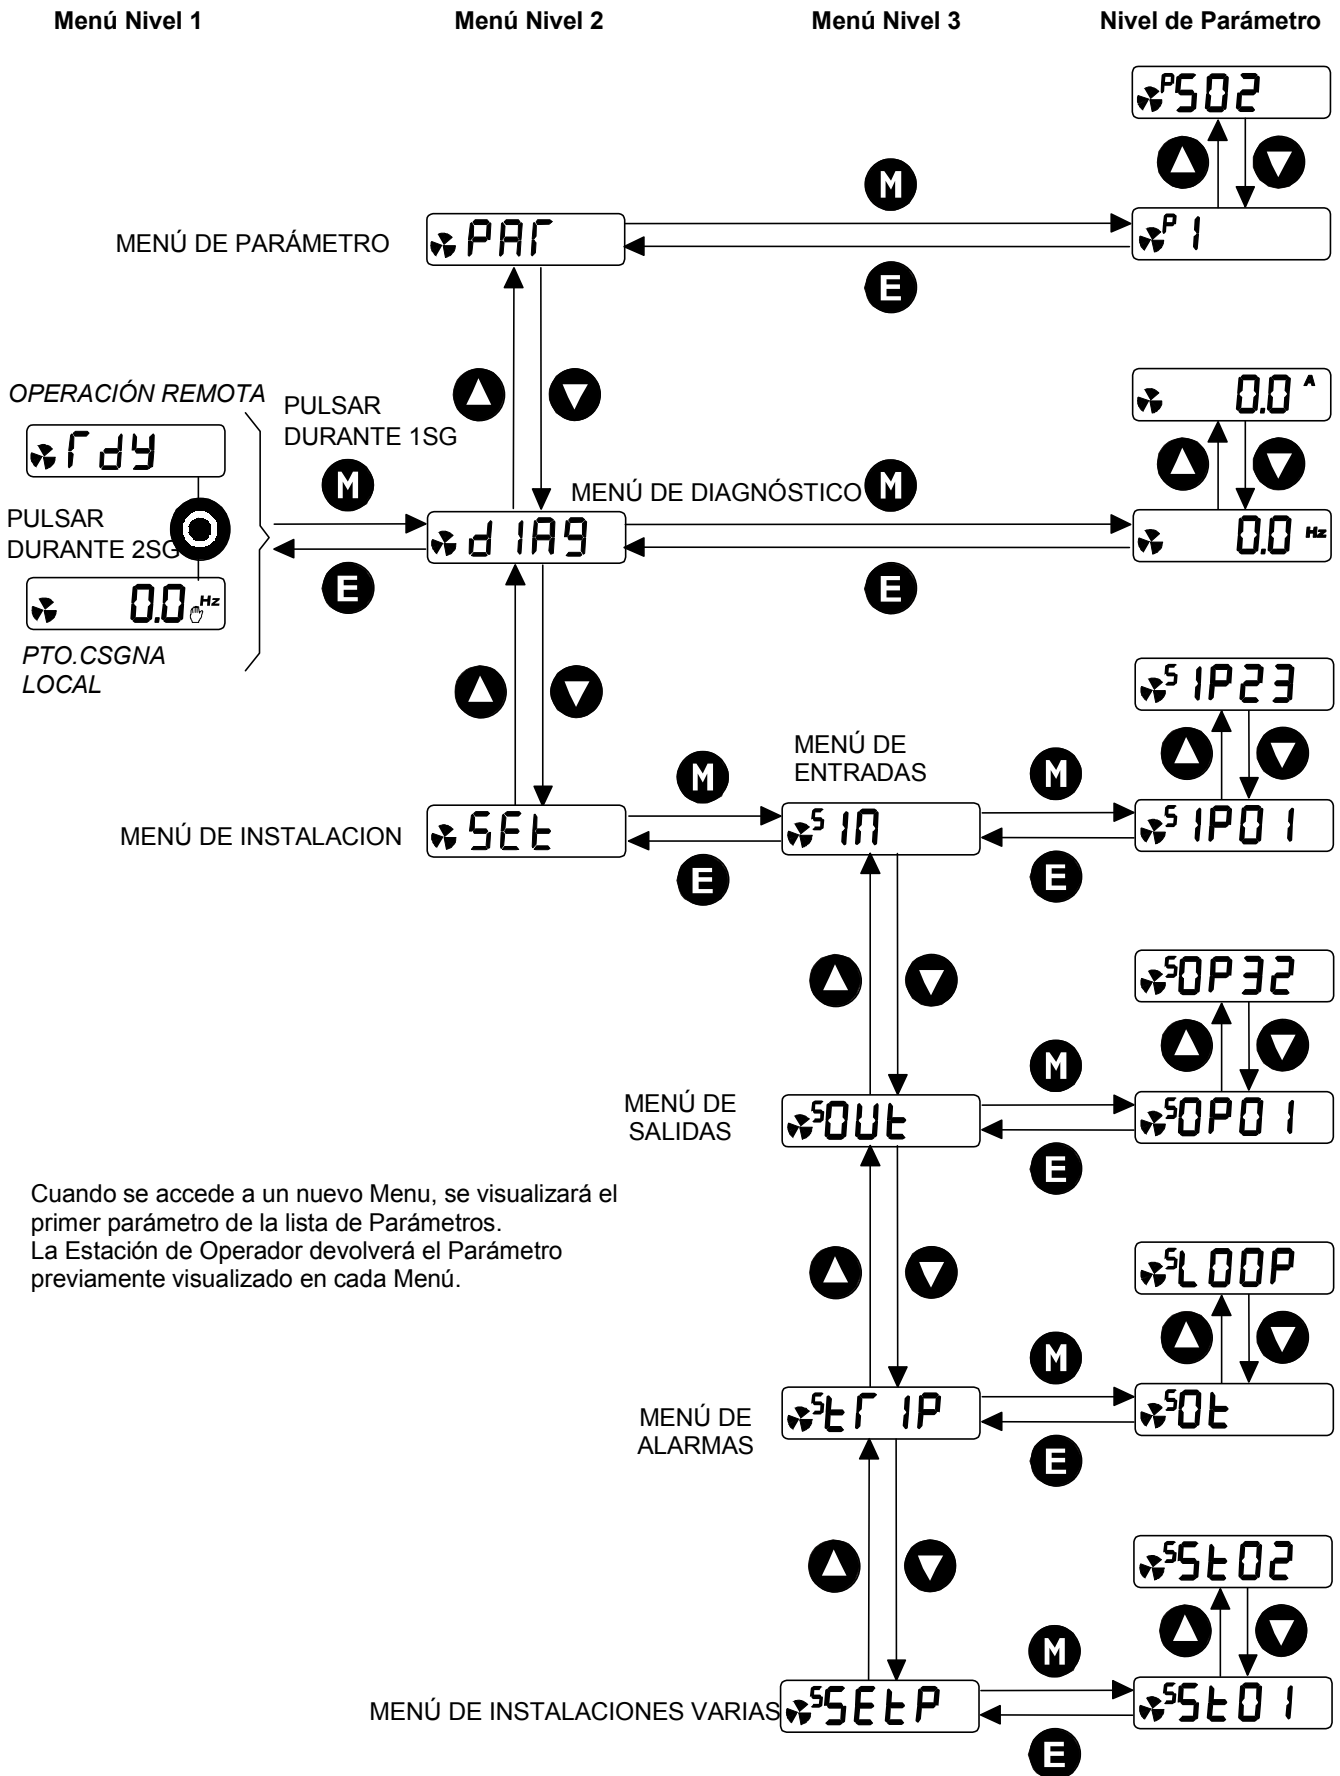 Menú Nivel 1 Menú Nivel 2 Menú Nivel 3 Nivel de Parámetro
P S02
M
MENÚ DE PARÁMETRO PAr P 1
E
OPERACIÓN REMOTA
rdy
PULSAR
DURANTE 1SG
M
PULSAR
DURANTE 2SG
E
0.0 Hz
PTO.CSGNA
LOCAL
0.0 A
MENÚ DE DIAGNÓSTICO M
dIAg 0.0 Hz
E
S IP23
MENÚ DE
ENTRADAS
M M
MENÚ DE INSTALACION SEt S In S IP01
E E
S OP32
M
MENÚ DE
SALIDAS
S OUt S OP01
E
Cuando se accede a un nuevo Menu, se visualizará el
primer parámetro de la lista de Parámetros.
La Estación de Operador devolverá el Parámetro
previamente visualizado en cada Menú.
S LOOP
M
MENÚ DE
ALARMAS
S trIP S Ot
E
S St02
M
MENÚ DE INSTALACIONES VARIAS S SEtP S St01
E